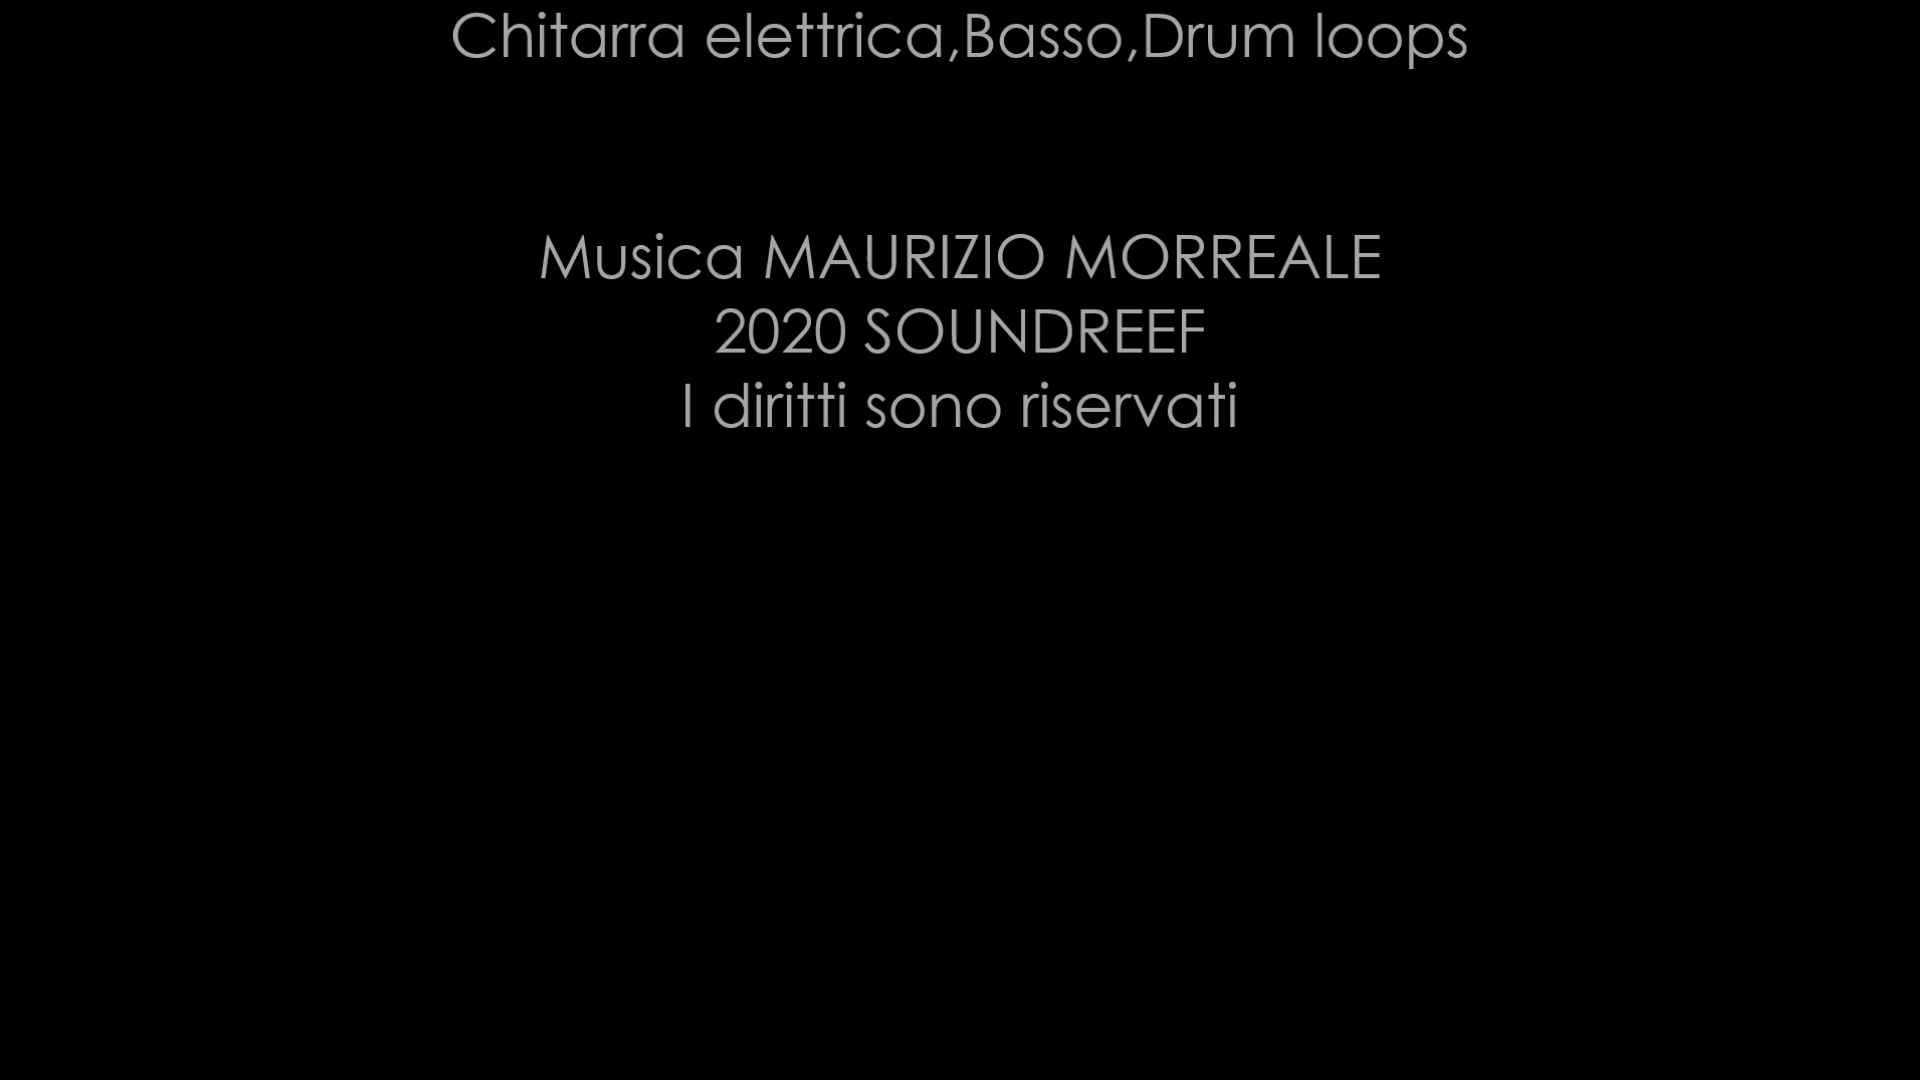 Chitarra elettrica,Basso,Drum loops
Musica MAURIZIO MORREALE
2020 SOUNDREEF
I diritti sono riservati